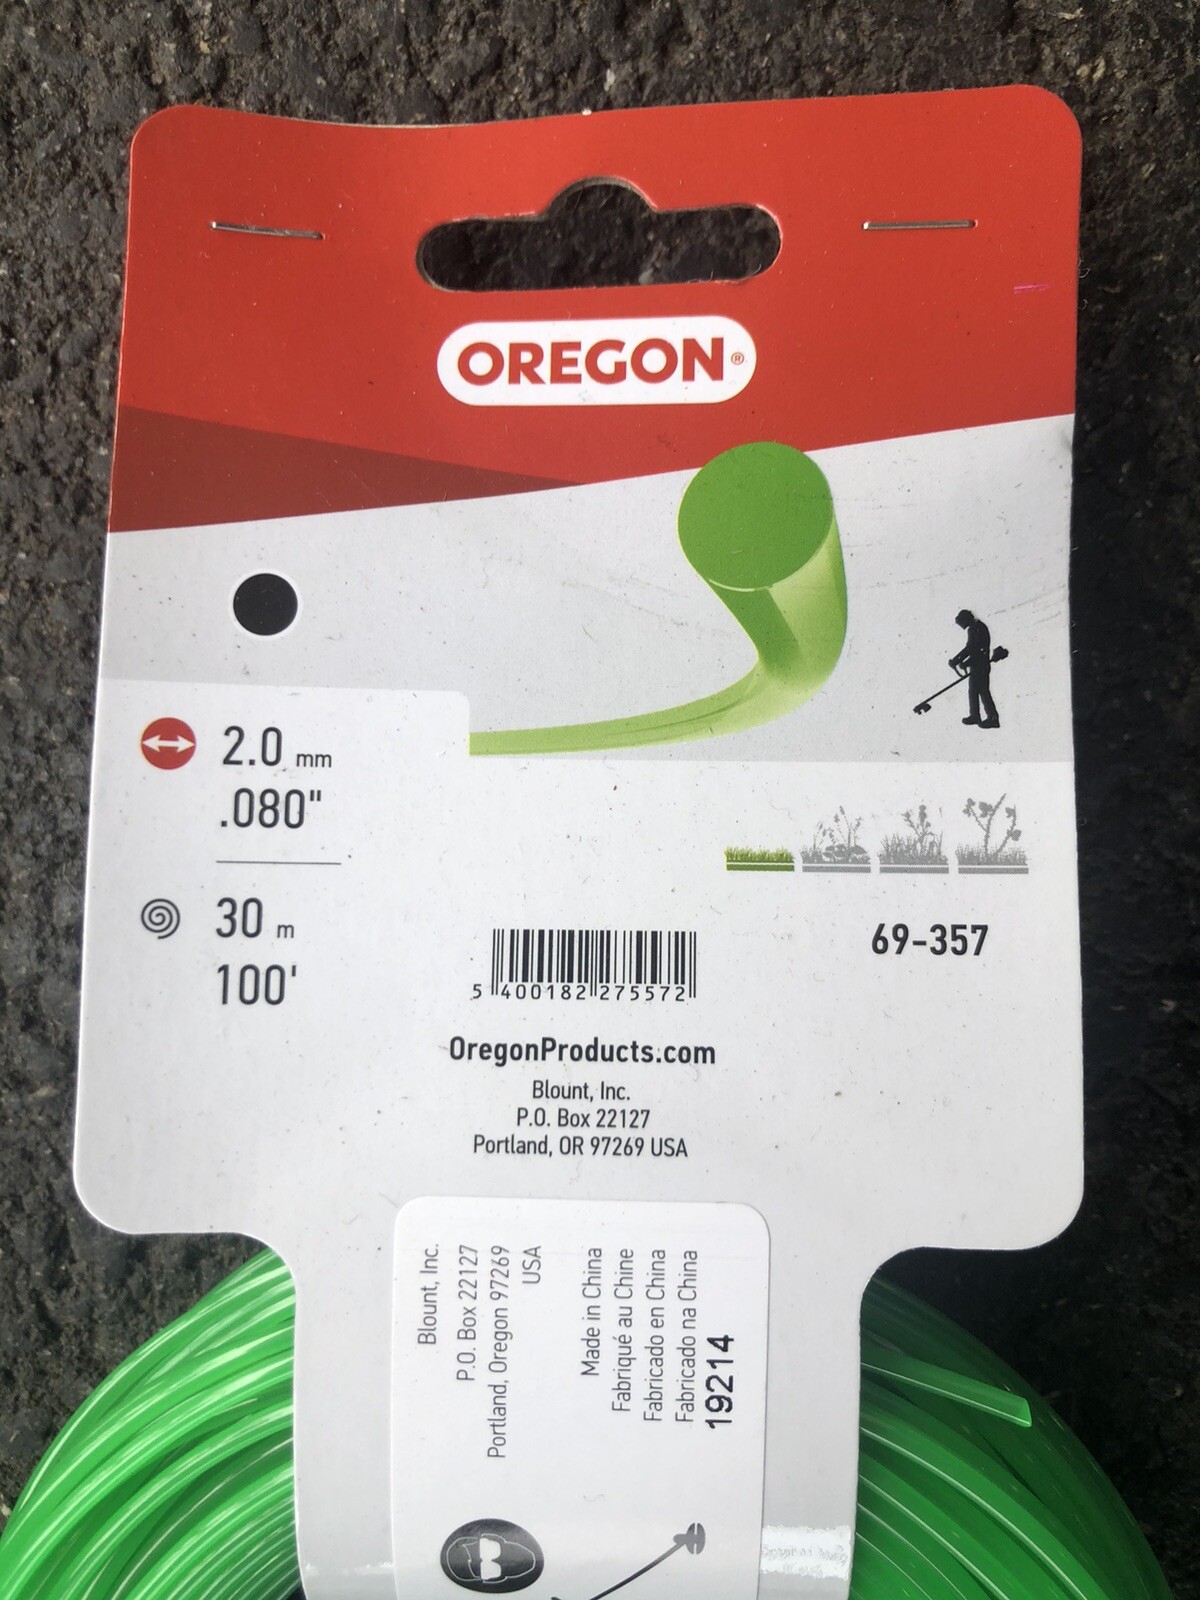 OREGON®
2.0 mm
.080"
30 m
100'
69-357
5 400182 275572
OregonProducts.com
Blount, Inc.
P.O. Box 22127
Portland, OR 97269 USA
Blount, Inc.
P.O. Box 22127
Portland, Oregon 97269
USA
Made in China
Fabriqué au Chine
Fabricado en China
Fabricado na China
19214